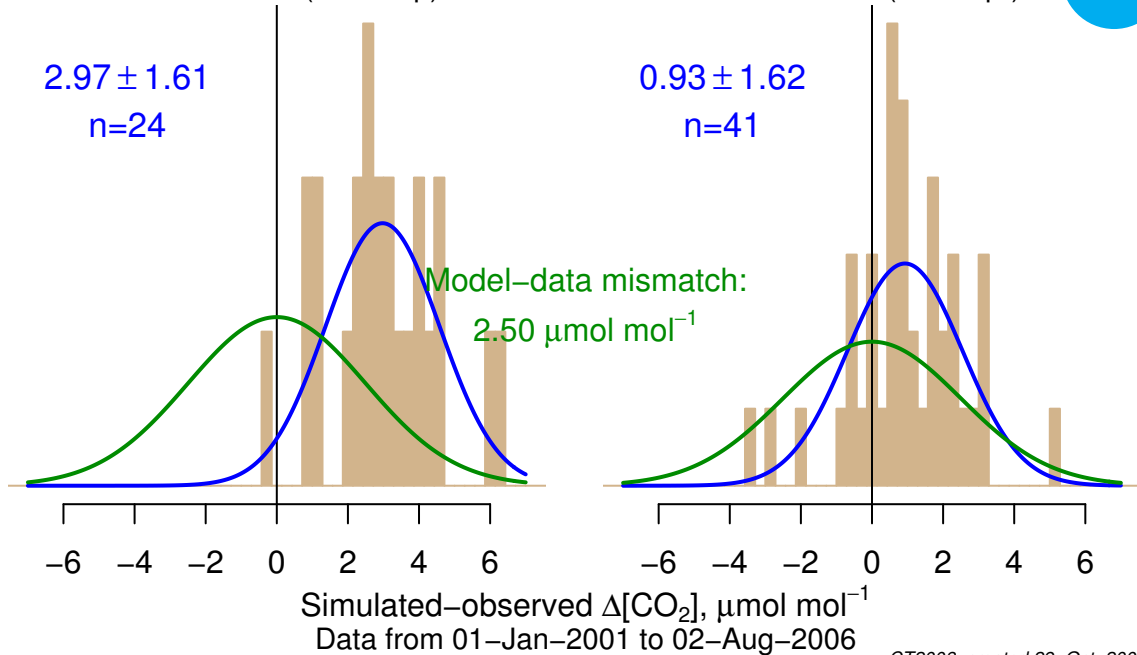 2.97 ± 1.61
n=24
0.93 ± 1.62
n=41
Model−data mismatch:
2.50 μmol mol⁻¹
−6 −4 −2 0 2 4 6
−6 −4 −2 0 2 4 6
Simulated−observed Δ[CO₂], μmol mol⁻¹
Data from 01−Jan−2001 to 02−Aug−2006